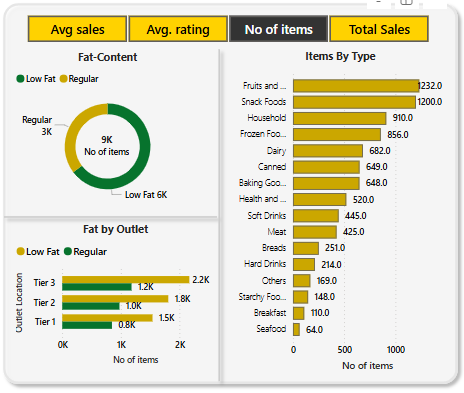 Avg sales
Avg. rating
No of items
Total Sales
Fat-Content
Low Fat
Regular
Regular
3K
9K
No of items
Low Fat 6K
Fat by Outlet
Low Fat
Regular
Outlet Location
Tier 3
2.2K
1.2K
Tier 2
1.8K
1.0K
Tier 1
1.5K
0.8K
0K
1K
2K
No of items
Items By Type
Fruits and ...
1232.0
Snack Foods
1200.0
Household
910.0
Frozen Foo...
856.0
Dairy
682.0
Canned
649.0
Baking Goo...
648.0
Health and ...
520.0
Soft Drinks
445.0
Meat
425.0
Breads
251.0
Hard Drinks
214.0
Others
169.0
Starchy Foo...
148.0
Breakfast
110.0
Seafood
64.0
0
500
1000
No of items